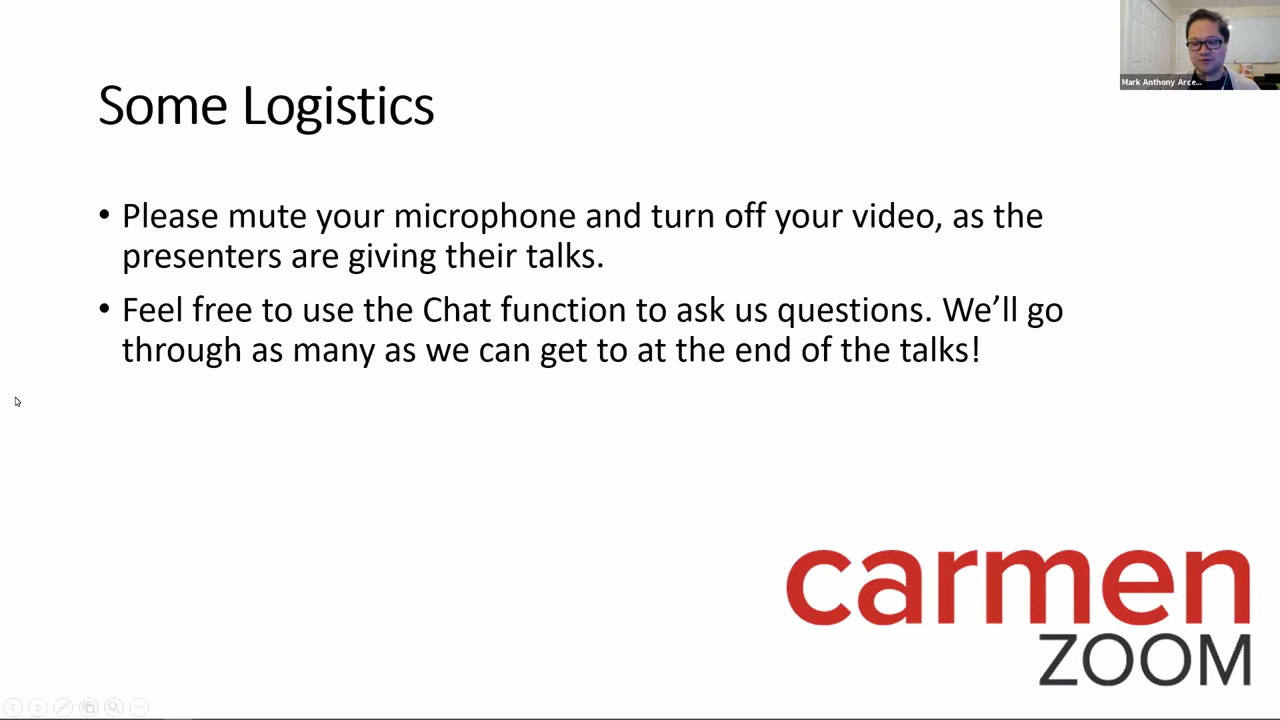 Mark Anthony Arce...
Some Logistics
• Please mute your microphone and turn off your video, as the
presenters are giving their talks.
• Feel free to use the Chat function to ask us questions. We’ll go
through as many as we can get to at the end of the talks!
carmen
ZOOM